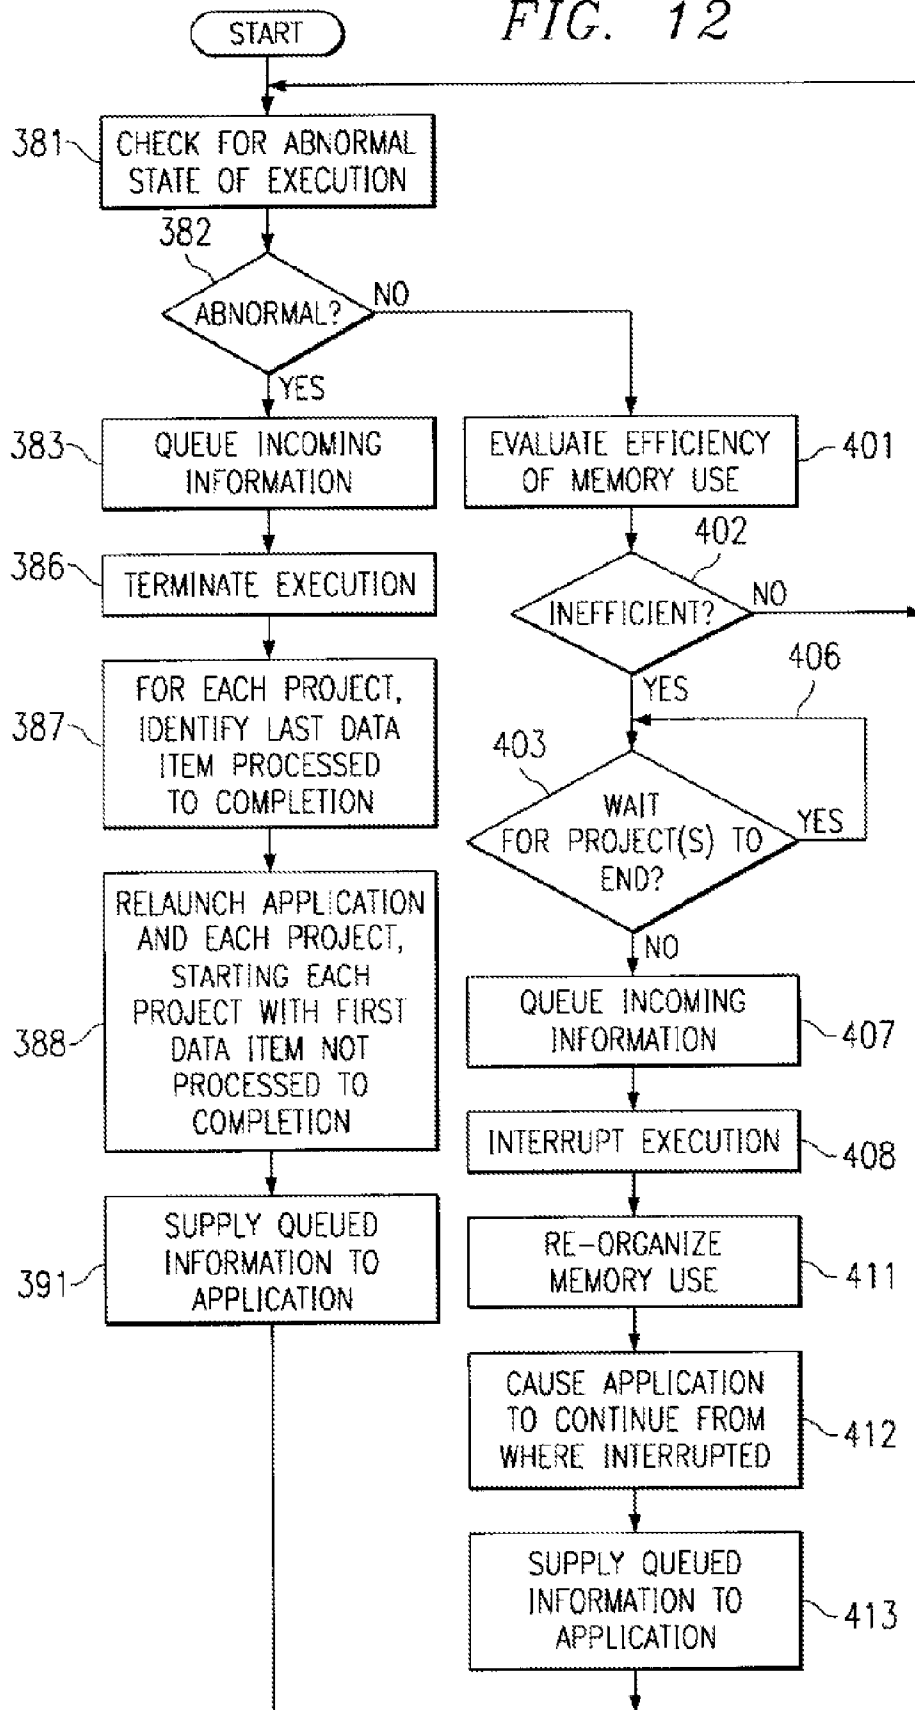 FIG. 12
START
381
CHECK FOR ABNORMAL
STATE OF EXECUTION
382
ABNORMAL?
NO
YES
383
QUEUE INCOMING
INFORMATION
386
TERMINATE EXECUTION
387
FOR EACH PROJECT,
IDENTIFY LAST DATA
ITEM PROCESSED
TO COMPLETION
388
RELAUNCH APPLICATION
AND EACH PROJECT,
STARTING EACH
PROJECT WITH FIRST
DATA ITEM NOT
PROCESSED TO
COMPLETION
391
SUPPLY QUEUED
INFORMATION TO
APPLICATION
EVALUATE EFFICIENCY
OF MEMORY USE
401
402
INEFFICIENT?
NO
YES
406
403
WAIT
FOR PROJECT(S) TO
END?
YES
NO
QUEUE INCOMING
INFORMATION
407
INTERRUPT EXECUTION
408
RE-ORGANIZE
MEMORY USE
411
CAUSE APPLICATION
TO CONTINUE FROM
WHERE INTERRUPTED
412
SUPPLY QUEUED
INFORMATION TO
APPLICATION
413